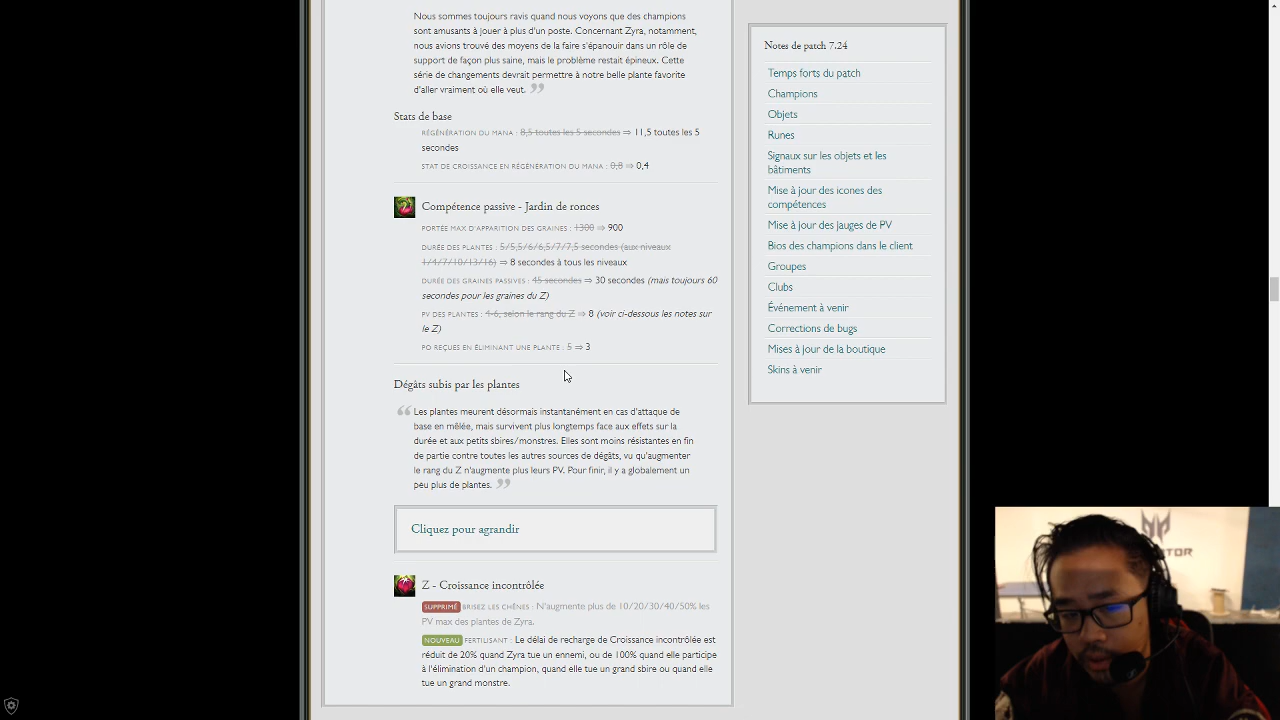 Nous sommes toujours ravis quand nous voyons que des champions
sont amusants à jouer à plus d'un poste. Concernant Zyra, notamment,
nous avions trouvé des moyens de la faire s'épanouir dans un rôle de
support de façon plus saine, mais le problème restait épineux. Cette
série de changements devrait permettre à notre belle plante favorite
d'aller vraiment où elle veut.
Stats de base
RÉGÉNÉRATION DU MANA : 8,5 toutes les 5 secondes ⇒ 11,5 toutes les 5
secondes
STAT DE CROISSANCE EN RÉGÉNÉRATION DU MANA : 0,8 ⇒ 0,4
Compétence passive - Jardin de ronces
PORTÉE MAX D'APPARITION DES GRAINES : 1300 ⇒ 900
DURÉE DES PLANTES : 5/5,5/6/6,5/7/7,5 secondes (aux niveaux
1/4/7/10/13/16) ⇒ 8 secondes à tous les niveaux
DURÉE DES GRAINES PASSIVES : 45 secondes ⇒ 30 secondes (mais toujours 60
secondes pour les graines du Z)
PV DES PLANTES : 4-6, selon le rang du Z ⇒ 8 (voir ci-dessous les notes sur
le Z)
PO REÇUES EN ÉLIMINANT UNE PLANTE : 5 ⇒ 3
Dégâts subis par les plantes
Les plantes meurent désormais instantanément en cas d'attaque de
base en mêlée, mais survivent plus longtemps face aux effets sur la
durée et aux petits sbires/monstres. Elles sont moins résistantes en fin
de partie contre toutes les autres sources de dégâts, vu qu'augmenter
le rang du Z n'augmente plus leurs PV. Pour finir, il y a globalement un
peu plus de plantes.
Cliquez pour agrandir
Z - Croissance incontrôlée
SUPPRIMÉ BRISEZ LES CHÊNES : N'augmente plus de 10/20/30/40/50% les
PV max des plantes de Zyra.
NOUVEAU FERTILISANT : Le délai de recharge de Croissance incontrôlée est
réduit de 20% quand Zyra tue un ennemi, ou de 100% quand elle participe
à l'élimination d'un champion, quand elle tue un grand sbire ou quand elle
tue un grand monstre.
Notes de patch 7.24
Temps forts du patch
Champions
Objets
Runes
Signaux sur les objets et les
bâtiments
Mise à jour des icones des
compétences
Mise à jour des jauges de PV
Bios des champions dans le client
Groupes
Clubs
Événement à venir
Corrections de bugs
Mises à jour de la boutique
Skins à venir